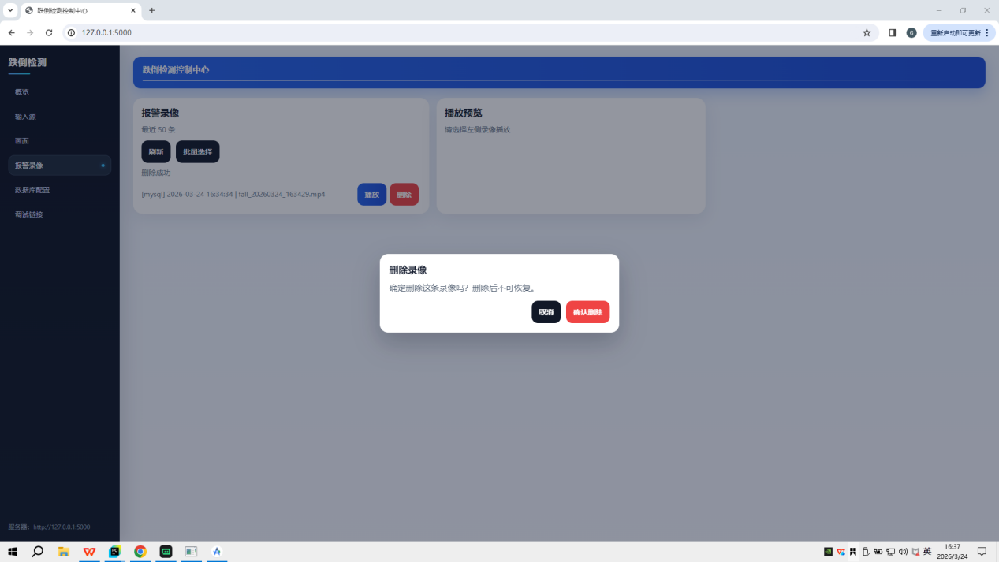 跌倒检测控制中心
127.0.0.1:5000
G
重新启动即可更新
跌倒检测
概览
输入源
画面
报警录像
数据库配置
调试链接
服务器: http://127.0.0.1:5000
跌倒检测控制中心
报警录像
最近 50 条
刷新
批量选择
删除成功
[mysql] 2026-03-24 16:34:34 | fall_20260324_163429.mp4
播放
删除
播放预览
请选择左侧录像播放
删除录像
确定删除这条录像吗？删除后不可恢复。
取消
确认删除
PC
英
16:37
2026/3/24